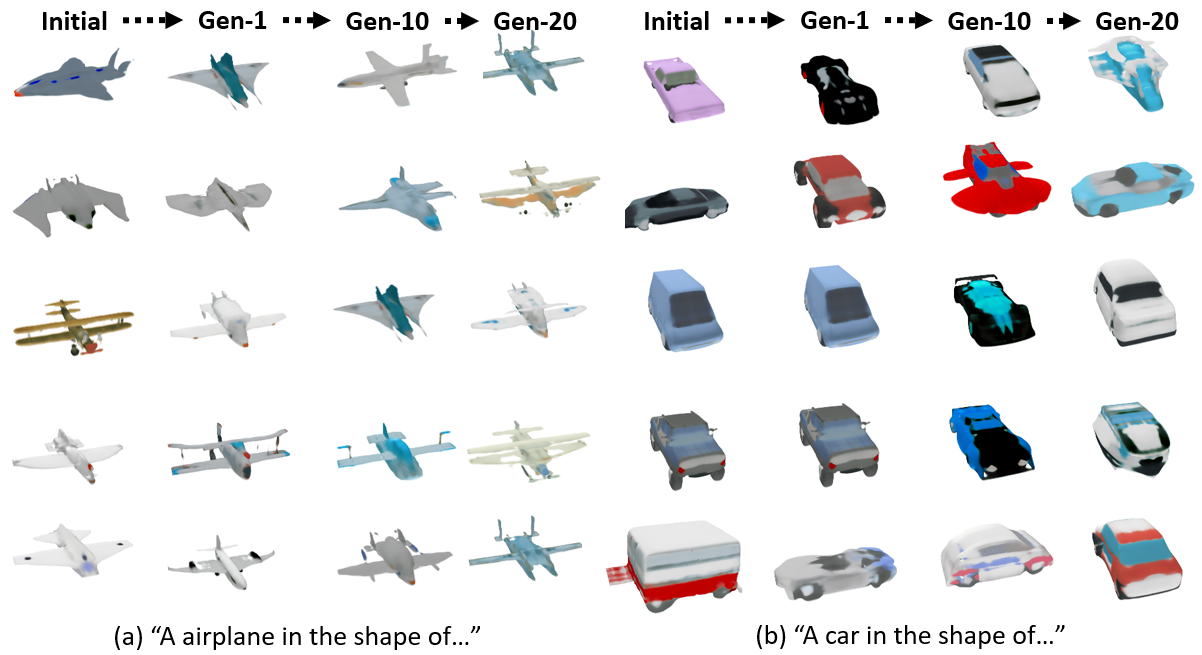 Initial Gen-1 Gen-10 Gen-20 Initial Gen-1 Gen-10 Gen-20
(a) “A airplane in the shape of…” (b) “A car in the shape of…”